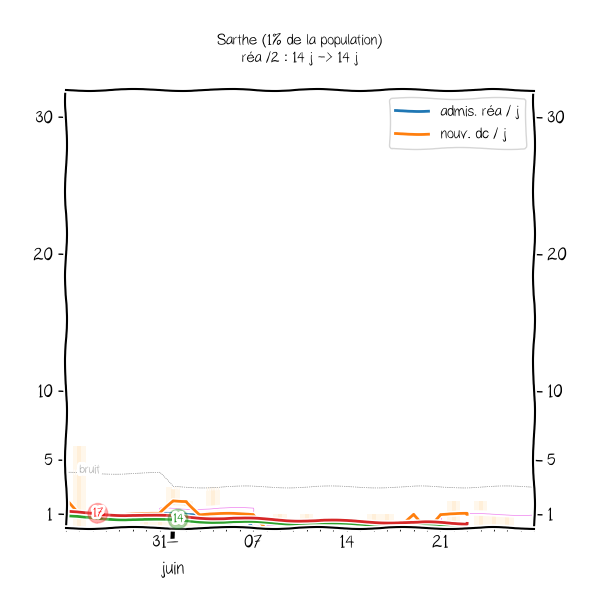 Sarthe (1% de la population)
réa /2 : 14 j -> 14 j
admis. réa / j
nouv. dc / j
30
30
20
20
10
10
5
5
bruit
17
14
1
1
31
07
14
21
juin